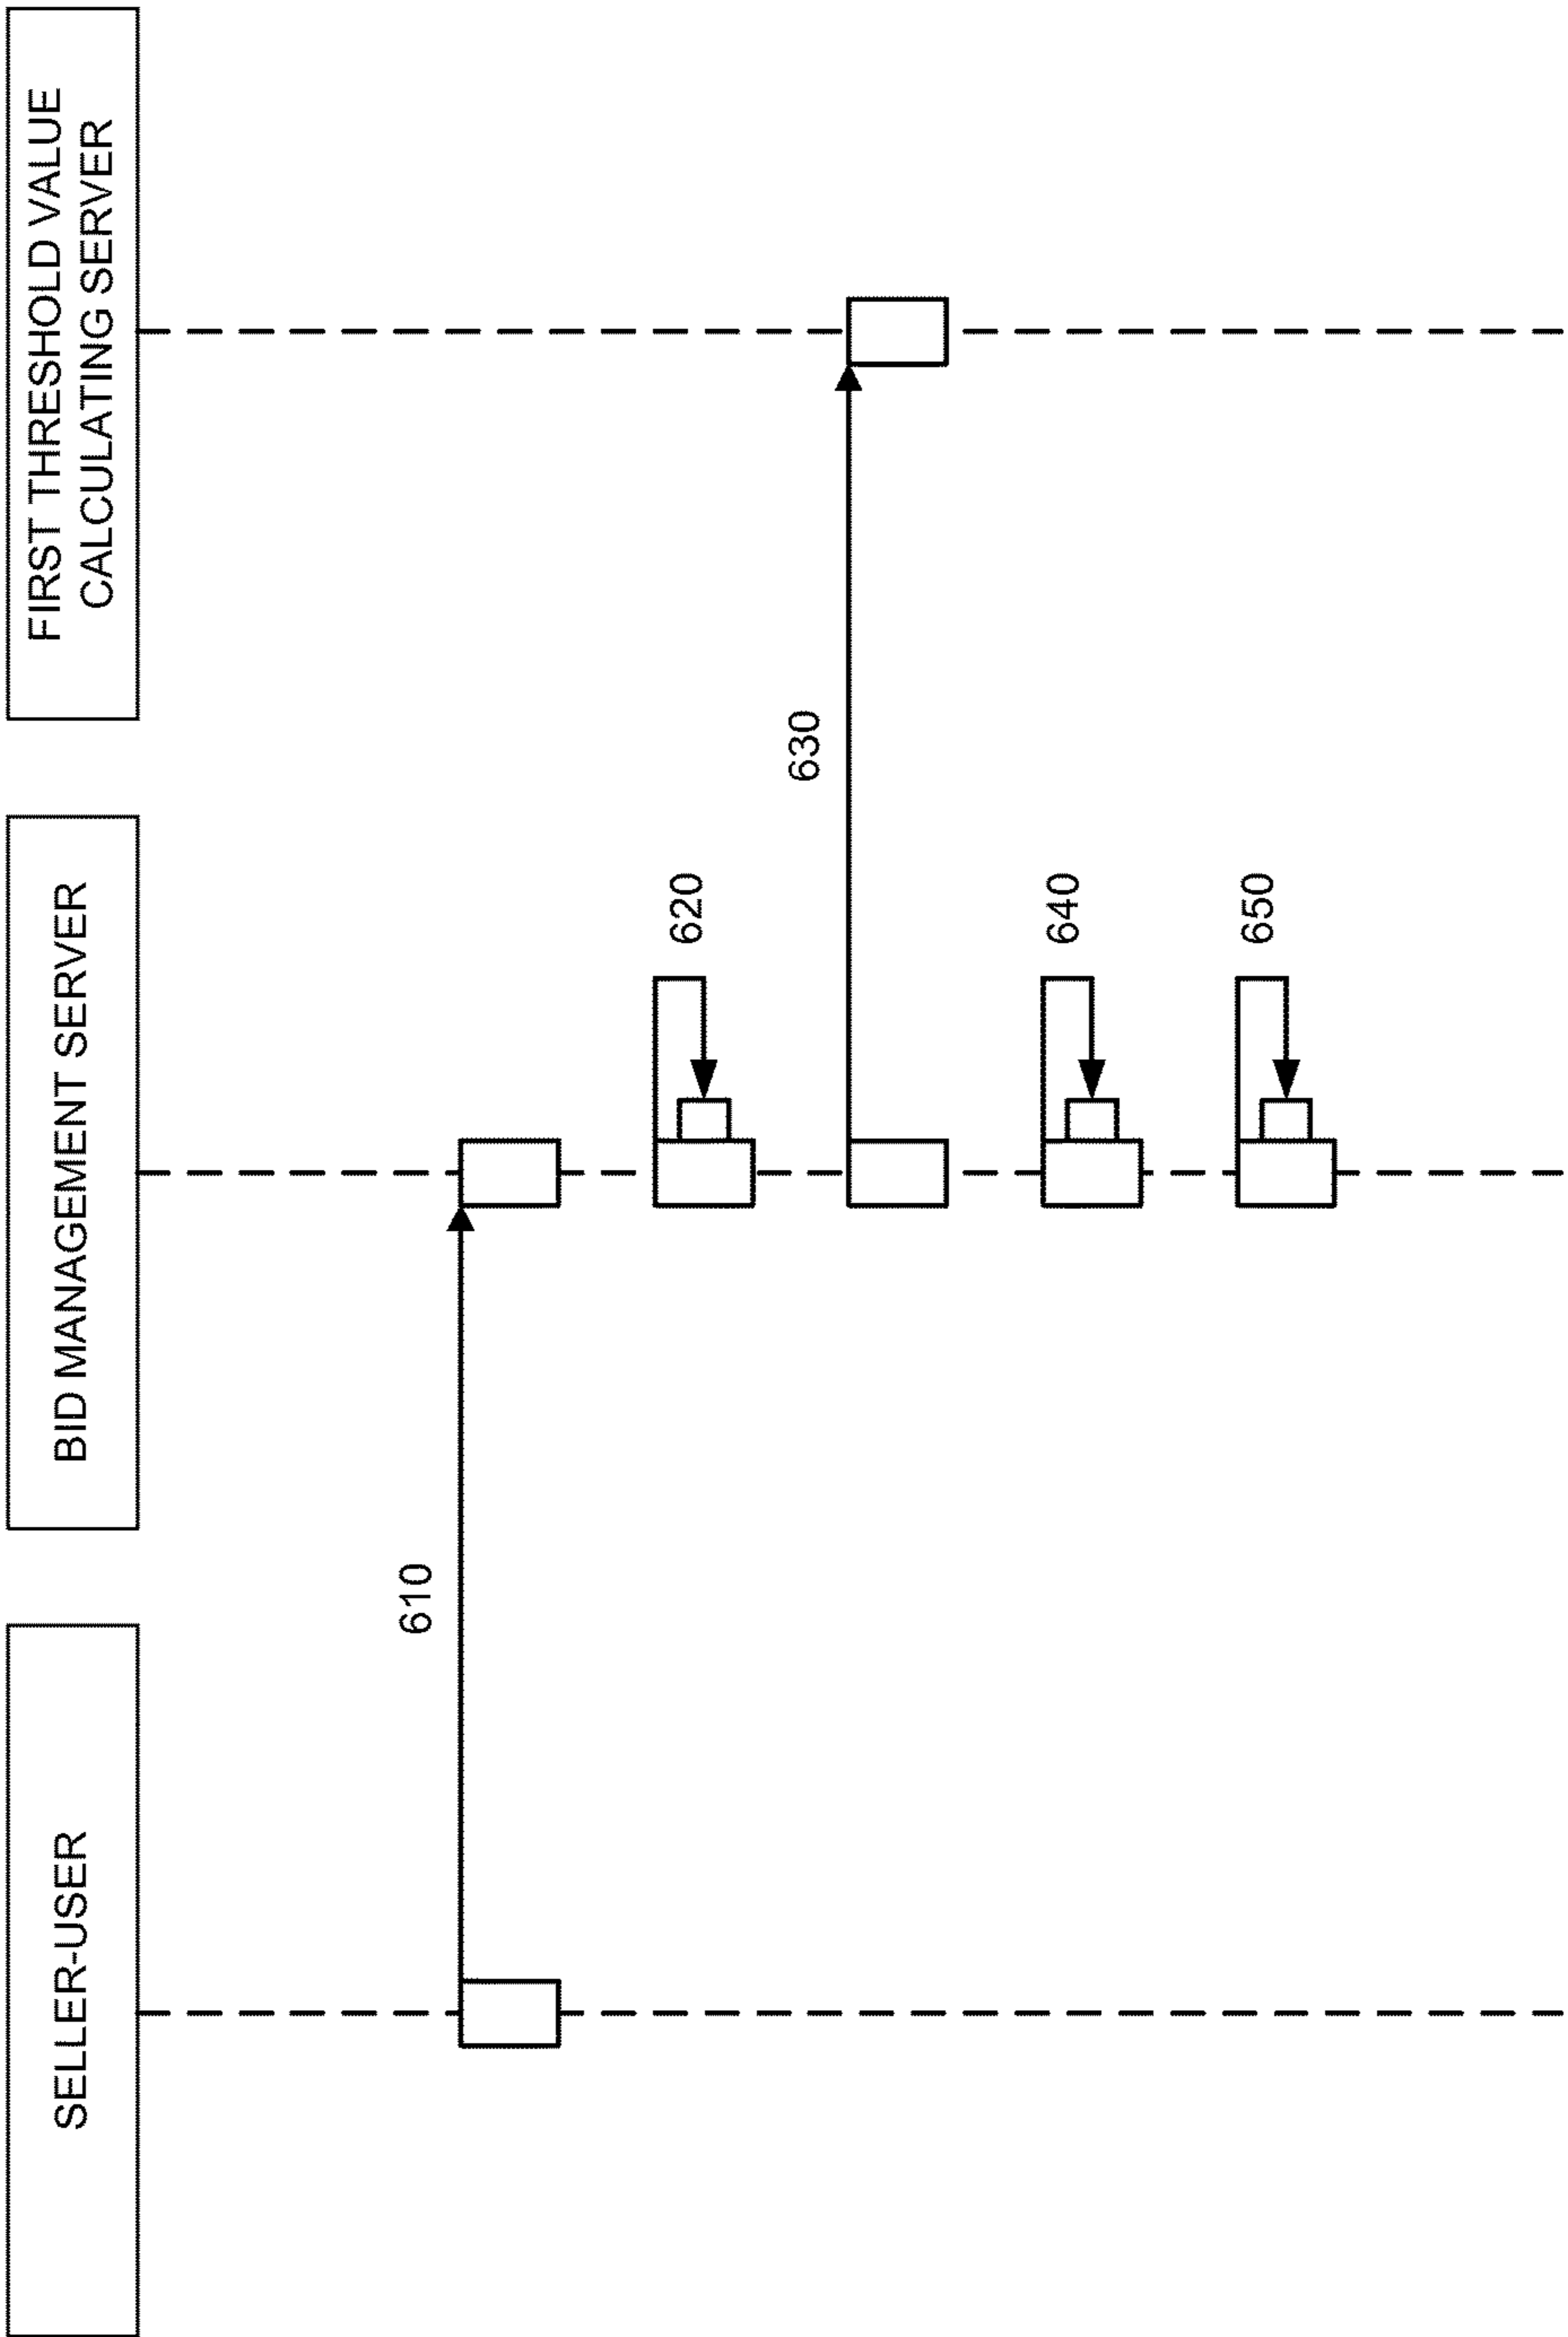 SELLER-USER
BID MANAGEMENT SERVER
FIRST THRESHOLD VALUE
CALCULATING SERVER
610
620
630
640
650